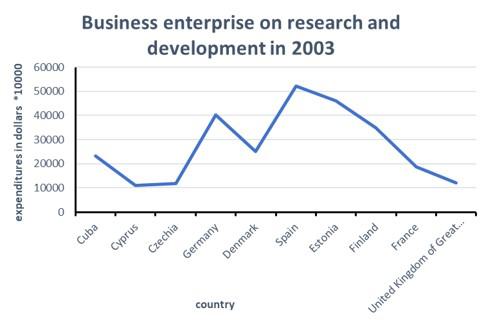 Business enterprise on research and
development in 2003
expenditures in dollars *10000
60000
50000
40000
30000
20000
10000
0
Cuba
Cyprus
Czechia
Germany
Denmark
Spain
Estonia
Finland
France
United Kingdom of Great...
country